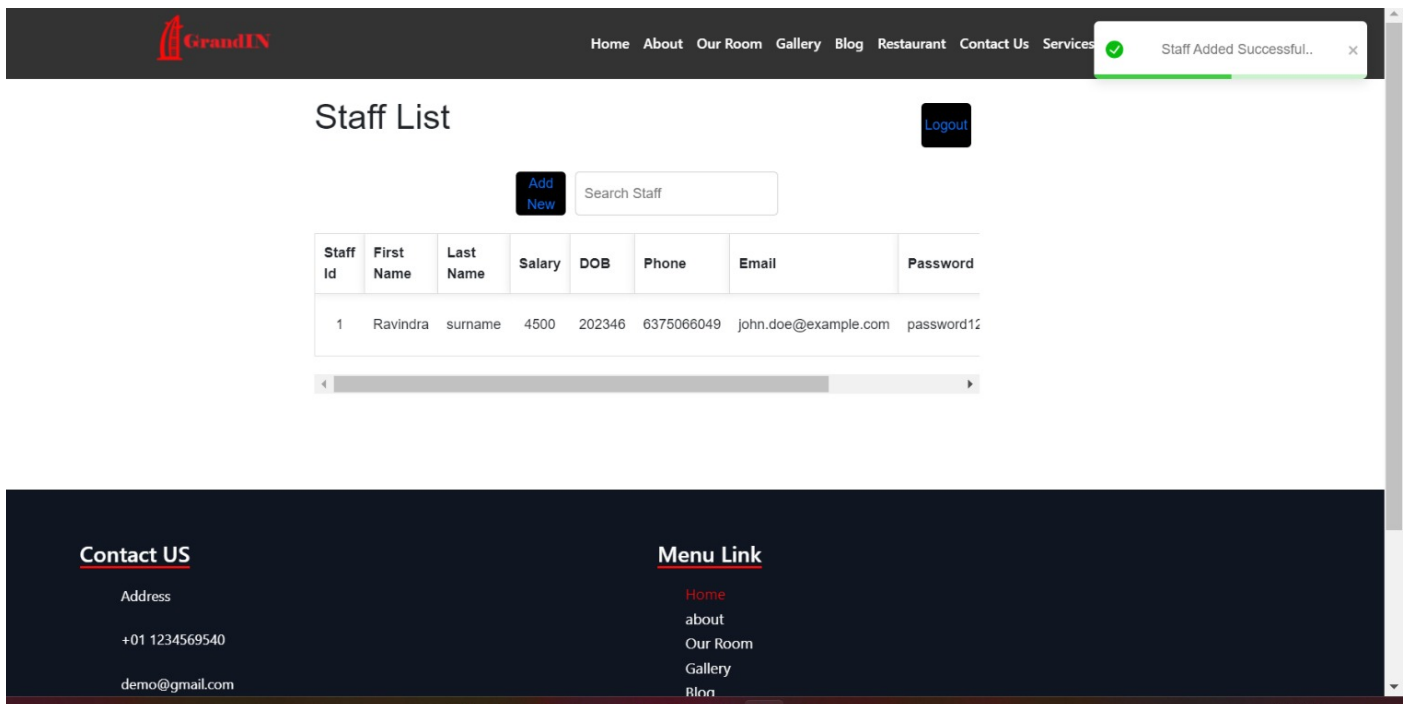 GrandIN
Home About Our Room Gallery Blog Restaurant Contact Us Services
Staff Added Successful..
Staff List
Logout
Add
New
Search Staff
Staff Id First Name Last Name Salary DOB Phone Email Password
1 Ravindra surname 4500 202346 6375066049 john.doe@example.com password12
Contact US
Menu Link
Address
+01 1234569540
demo@gmail.com
Home
about
Our Room
Gallery
Blog